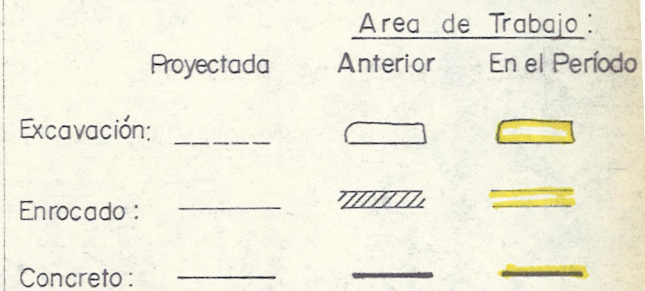 Area de Trabajo:
Proyectada Anterior En el Período
Excavación:
Enrocado:
Concreto: